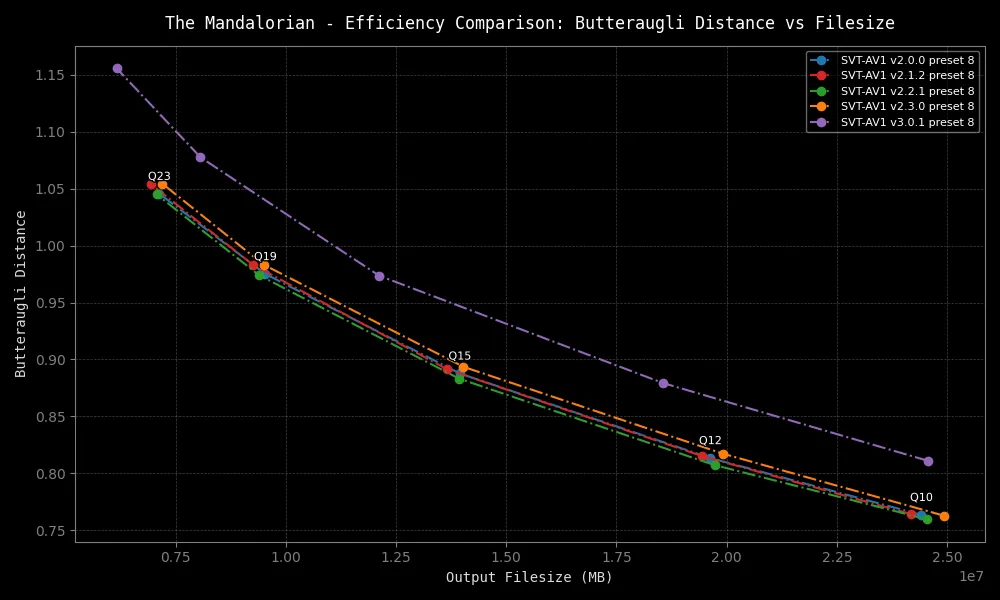 The Mandalorian - Efficiency Comparison: Butteraugli Distance vs Filesize
SVT-AV1 v2.0.0 preset 8
SVT-AV1 v2.1.2 preset 8
SVT-AV1 v2.2.1 preset 8
SVT-AV1 v2.3.0 preset 8
SVT-AV1 v3.0.1 preset 8
Butteraugli Distance
1.15
1.10
1.05
1.00
0.95
0.90
0.85
0.80
0.75
Q23
Q19
Q15
Q12
Q10
0.75 1.00 1.25 1.50 1.75 2.00 2.25 2.50
1e7
Output Filesize (MB)